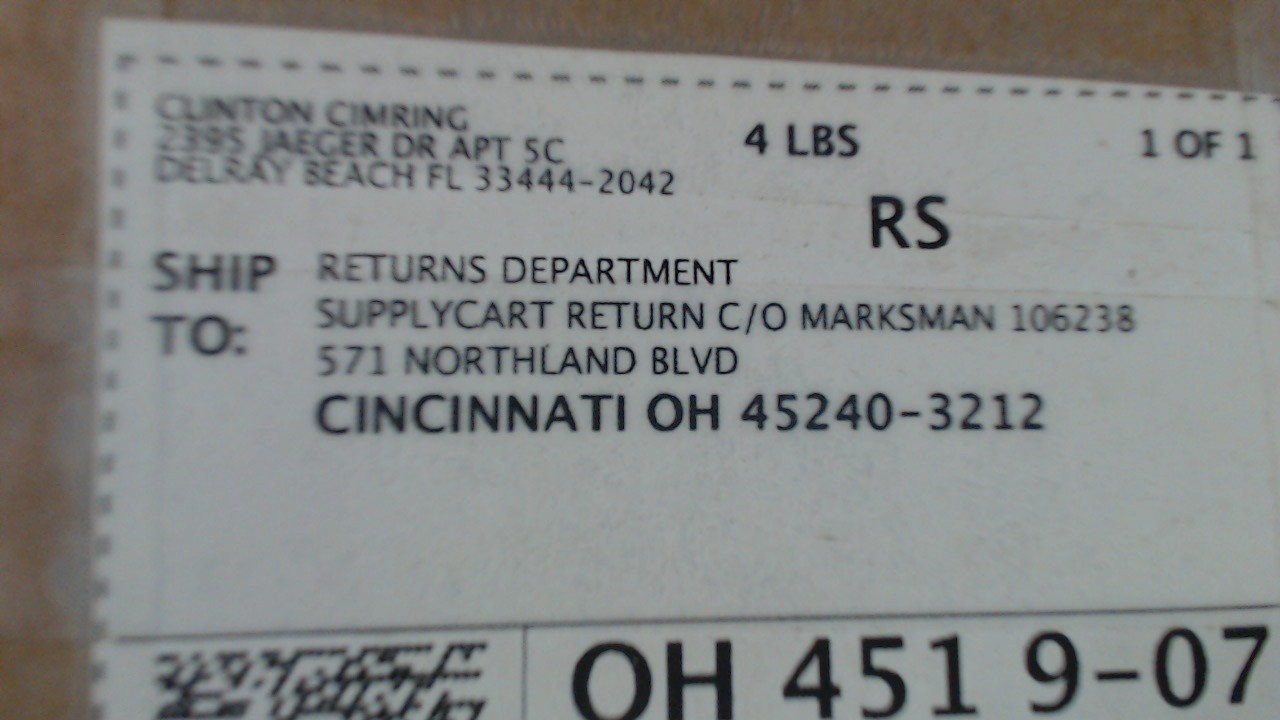 CLINTON CIMRING
2395 JAEGER DR APT 5C
DELRAY BEACH FL 33444-2042
4 LBS
1 OF 1
RS
SHIP TO:
RETURNS DEPARTMENT
SUPPLYCART RETURN C/O MARKSMAN 106238
571 NORTHLAND BLVD
CINCINNATI OH 45240-3212
OH 451 9-07